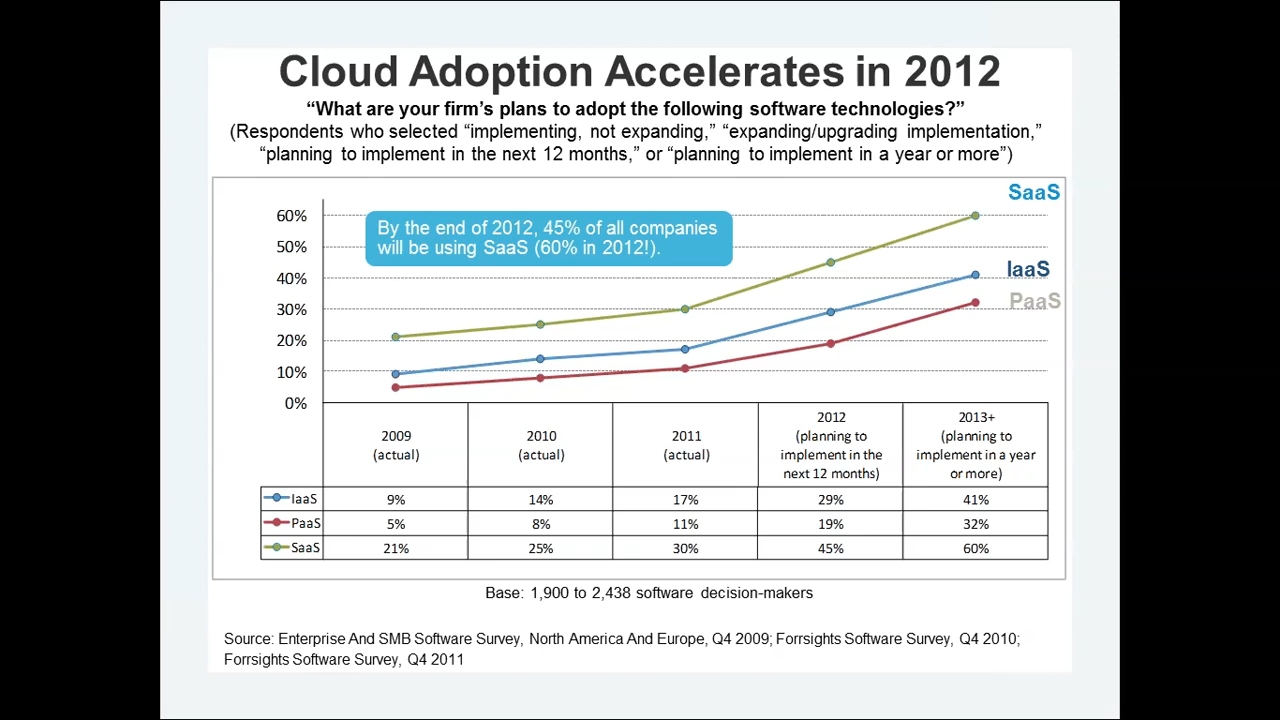 Cloud Adoption Accelerates in 2012
“What are your firm’s plans to adopt the following software technologies?”
(Respondents who selected “implementing, not expanding,” “expanding/upgrading implementation,”
“planning to implement in the next 12 months,” or “planning to implement in a year or more”)
SaaS
60%
By the end of 2012, 45% of all companies
will be using SaaS (60% in 2012!).
50%
IaaS
40%
PaaS
30%
20%
10%
0%
2009
(actual)
2010
(actual)
2011
(actual)
2012
(planning to
implement in the
next 12 months)
2013+
(planning to
implement in a year
or more)
IaaS 9% 14% 17% 29% 41%
PaaS 5% 8% 11% 19% 32%
SaaS 21% 25% 30% 45% 60%
Base: 1,900 to 2,438 software decision-makers
Source: Enterprise And SMB Software Survey, North America And Europe, Q4 2009; Forrsights Software Survey, Q4 2010;
Forrsights Software Survey, Q4 2011